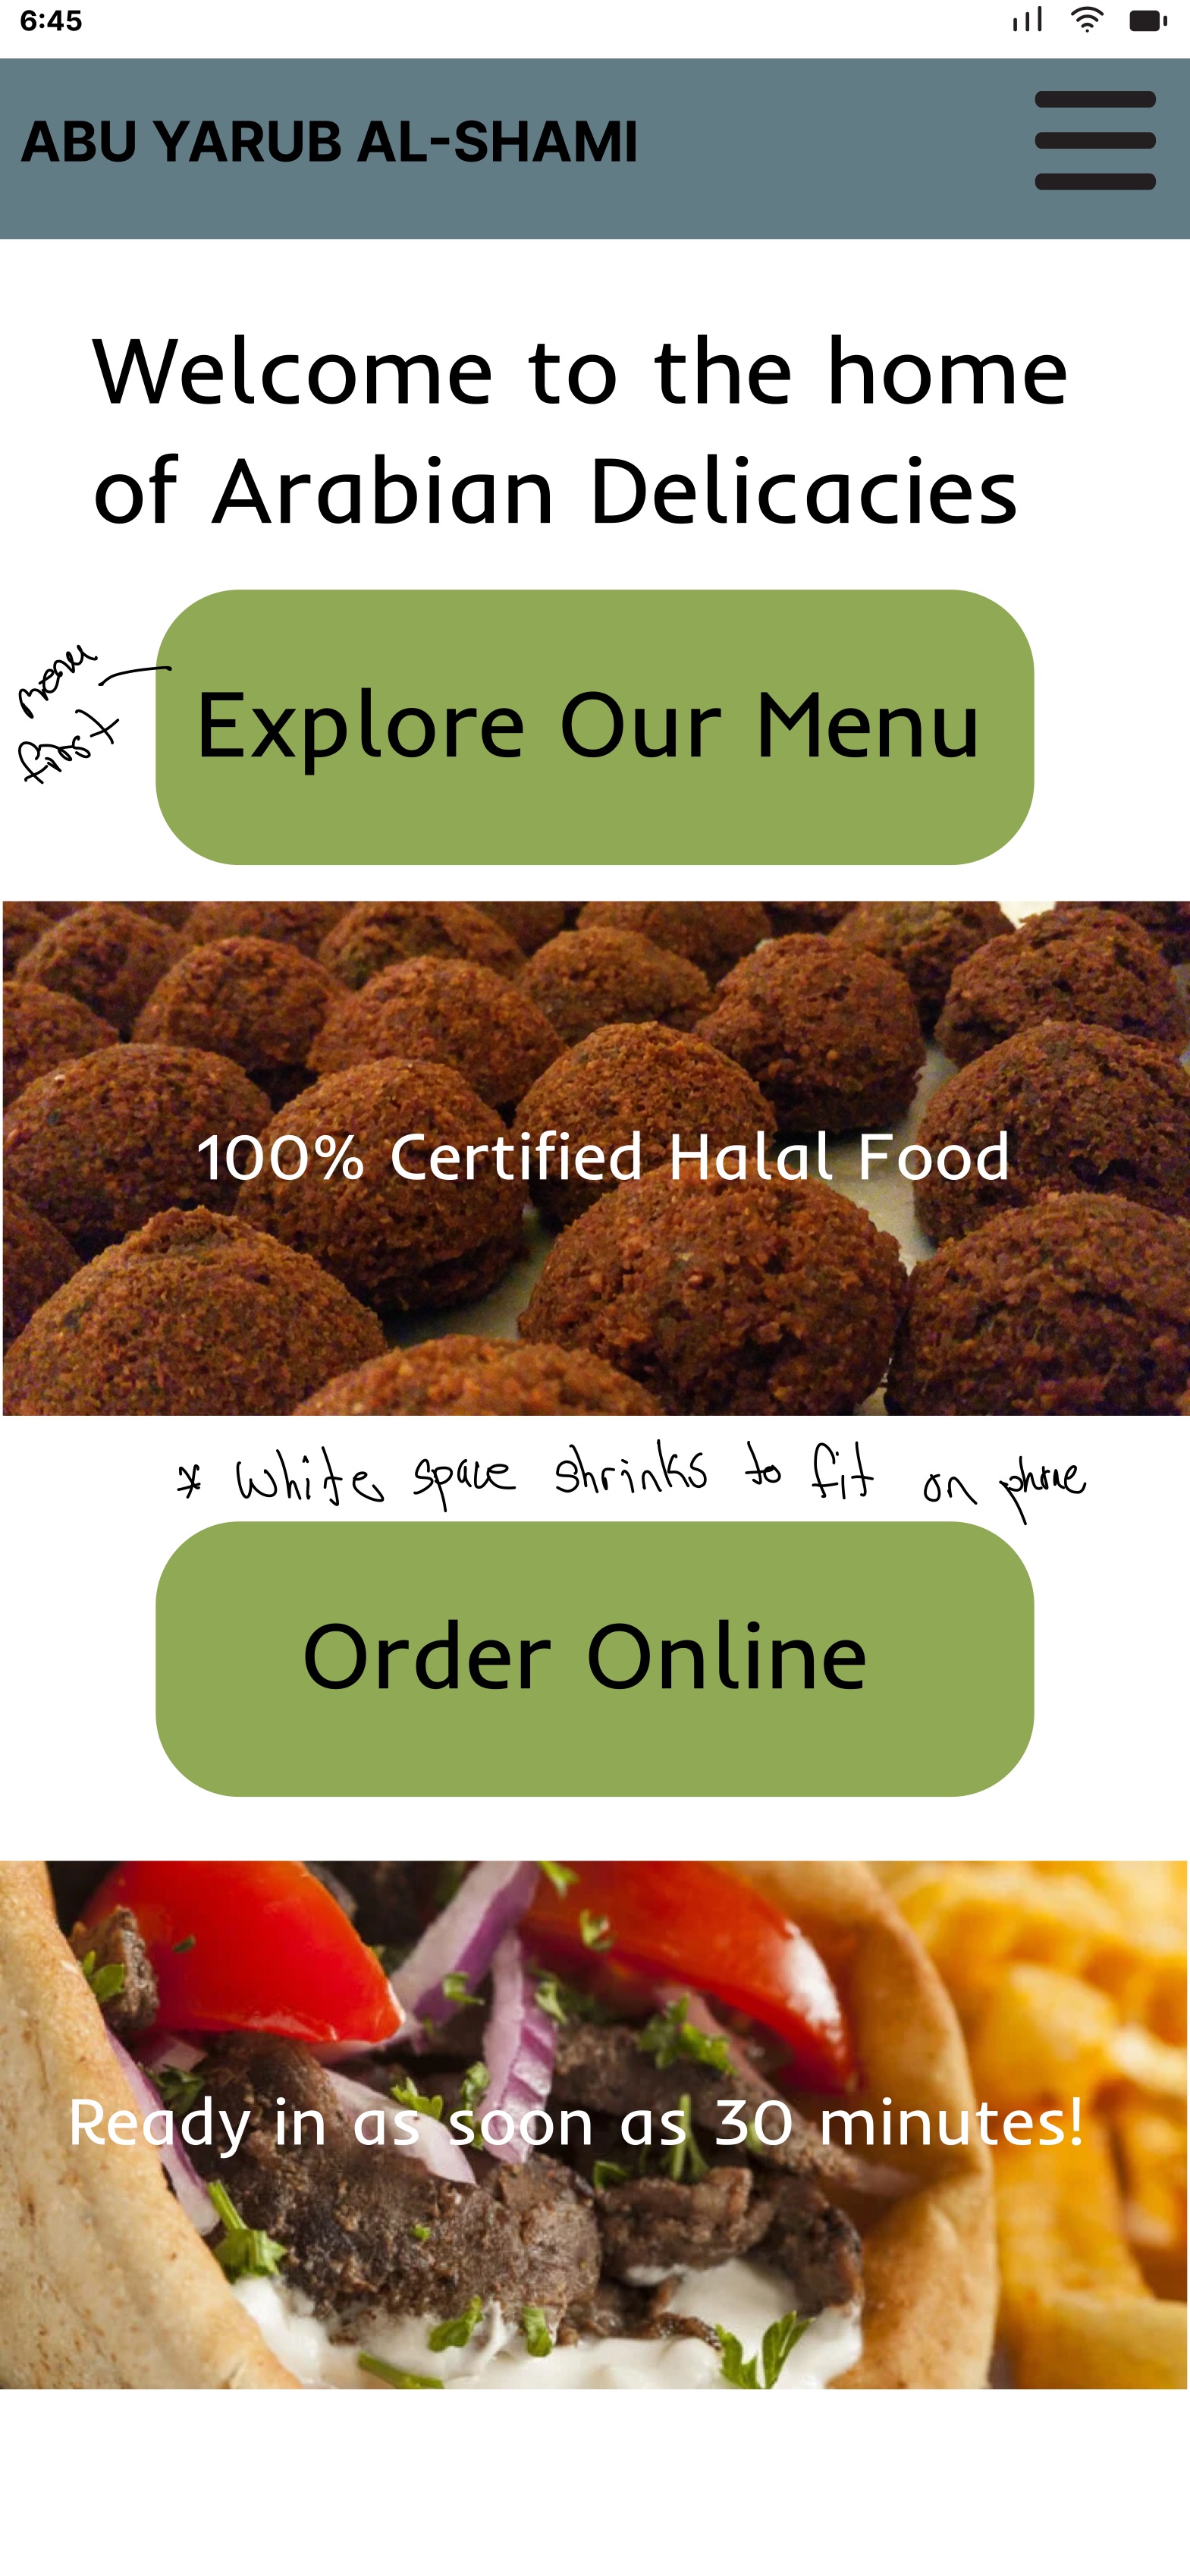 6:45
ABU YARUB AL-SHAMI
Welcome to the home
of Arabian Delicacies
menu
first
Explore Our Menu
100% Certified Halal Food
* White space shrinks to fit on phone
Order Online
Ready in as soon as 30 minutes!